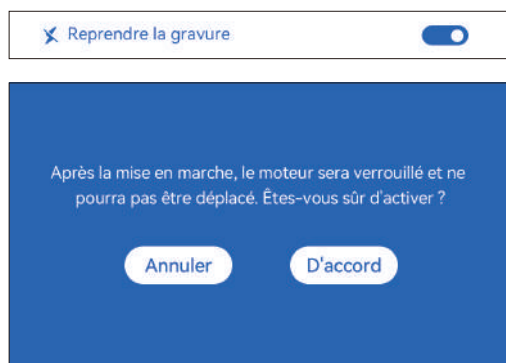 Reprendre la gravure
Après la mise en marche, le moteur sera verrouillé et ne
pourra pas être déplacé. Êtes-vous sûr d'activer ?
Annuler
D'accord